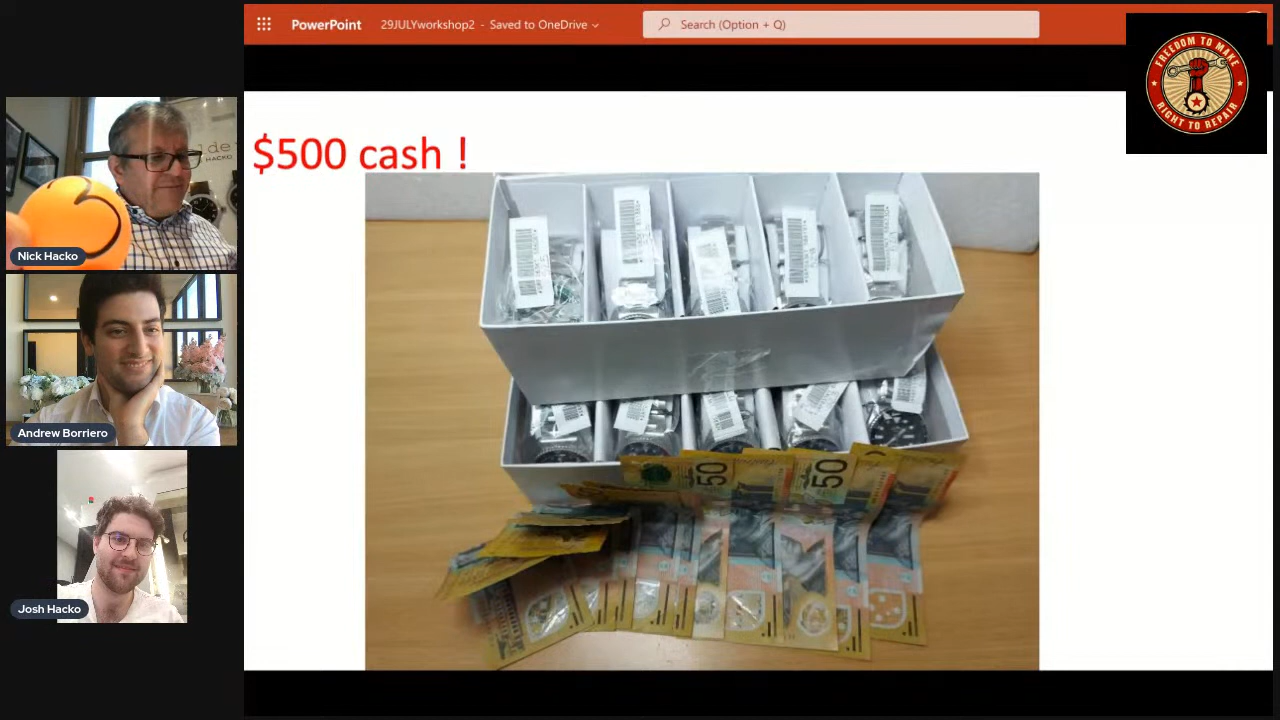 PowerPoint
29JULYworkshop2 - Saved to OneDrive
Search (Option + Q)
FREEDOM TO MAKE
RIGHT TO REPAIR
$500 cash !
HACKO
Nick Hacko
Andrew Borriero
Josh Hacko
50
50